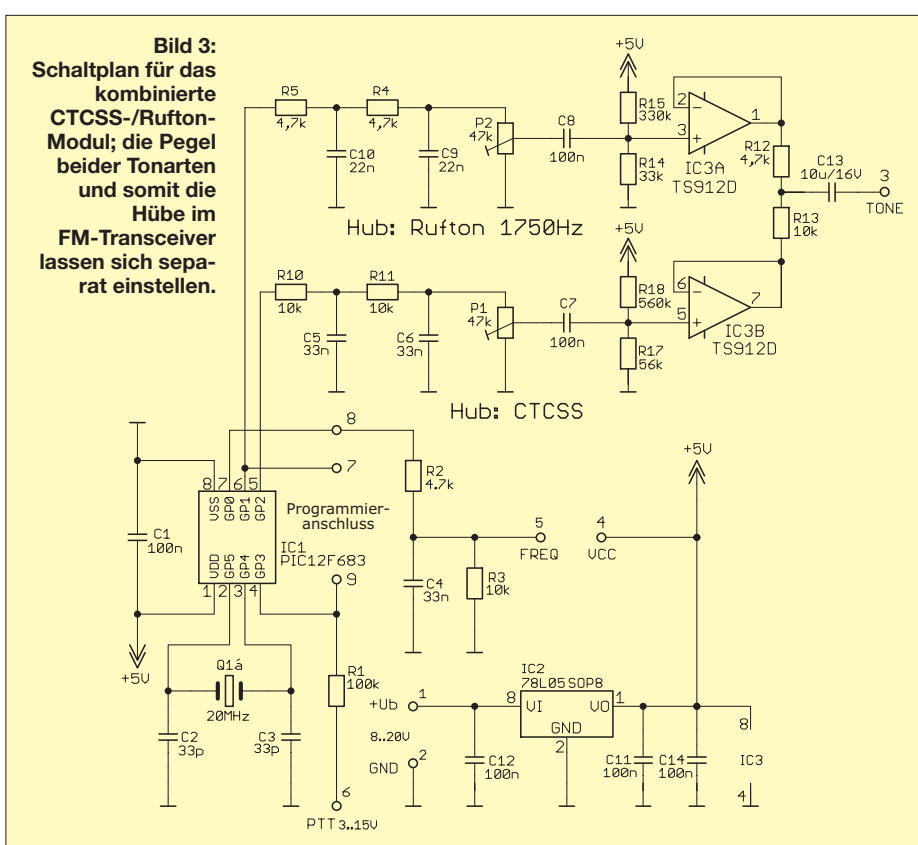 Bild 3:
Schaltplan für das
kombinierte
CTCSS-/Rufton-
Modul; die Pegel
beider Tonarten
und somit die
Hübe im
FM-Transceiver
lassen sich sepa-
rat einstellen.
+5U
R5
4,7k
R4
4,7k
C10
22n
C9
22n
P2
47k
C8
100n
R15
330k
R14
33k
2
3
1
IC3A
TS912D
R12
4,7k
C13
10u/16V
3
TONE
R13
10k
Hub: Rufton 1750Hz
+5U
R10
10k
R11
10k
C5
33n
C6
33n
P1
47k
C7
100n
R18
560k
R17
56k
6
5
7
IC3B
TS912D
Hub: CTCSS
8
7
8 7 6 5
VSS GP0 GP1 GP2
VDD GP5 GP4 GP3
1 2 3 4
C1
100n
Programmier-
anschluss
IC1
PIC12F683
9
R2
4.7k
5
FREQ
4
VCC
+5U
C4
33n
R3
10k
+5U
Q1á
20MHz
C2
33p
C3
33p
R1
100k
6
PTT 3..15V
+Ub
1
8..20V
GND
2
C12
100n
IC2
78L05 SOP8
8
VI
VO
1
GND
2
C11
100n
C14
100n
8
IC3
4